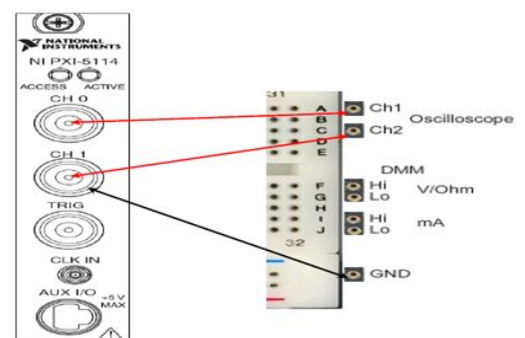 NATIONAL
INSTRUMENTS
NI PXI-5114
ACCESS ACTIVE
CH 0
CH 1
TRIG
CLK IN
AUX I/O
+5 V
MAX
31
A
B
C
D
E
F
G
H
I
J
32
Ch1
Oscilloscope
Ch2
DMM
Hi
V/Ohm
Lo
Hi
mA
Lo
GND